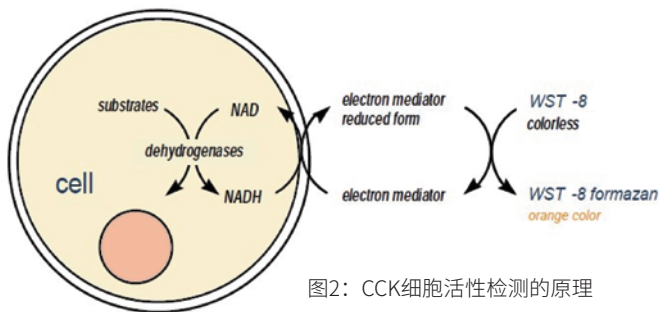 substrates
NAD
dehydrogenases
cell
NADH
electron mediator
reduced form
electron mediator
WST -8
colorless
WST -8 formazan
orange color
图2：CCK细胞活性检测的原理